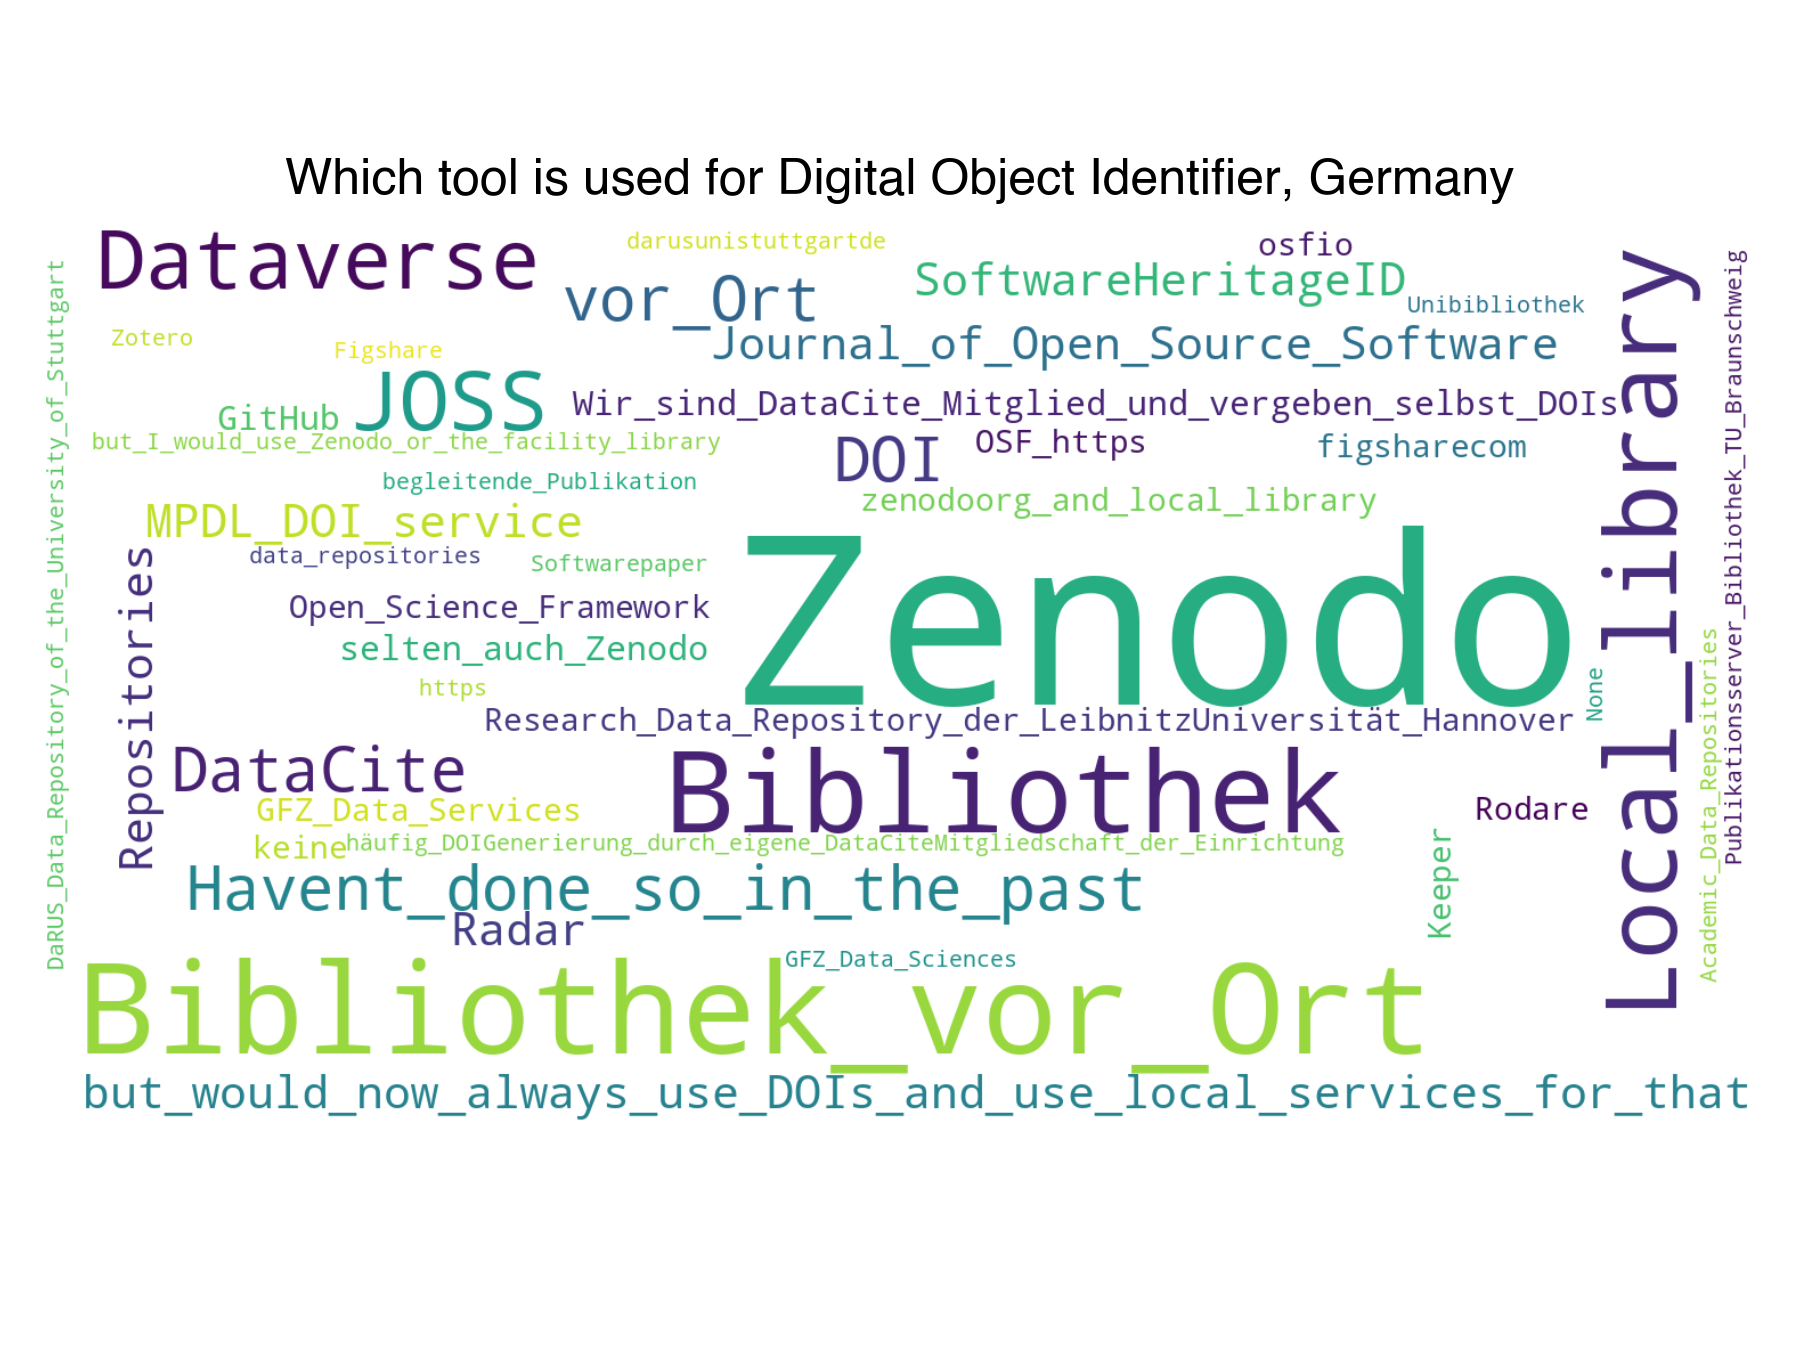 Which tool is used for Digital Object Identifier, Germany
Dataverse
darusunistuttgartde
osfio
vor_Ort
SoftwareHeritageID
Unibibliothek
Zotero
Figshare
Journal_of_Open_Source_Software
JOSS
GitHub
Wir_sind_DataCite_Mitglied_und_vergeben_selbst_DOIs
but_I_would_use_Zenodo_or_the_facility_library
DOI
OSF_https
figsharecom
begleitende_Publikation
zenodoorg_and_local_library
MPDL_DOI_service
data_repositories
Softwarepaper
Zenodo
Open_Science_Framework
selten_auch_Zenodo
https
Research_Data_Repository_der_LeibnitzUniversität_Hannover
None
Repositories
DataCite
Bibliothek
GFZ_Data_Services
Rodare
keine
häufig_DOIGenerierung_durch_eigene_DataCiteMitgliedschaft_der_Einrichtung
Keeper
Havent_done_so_in_the_past
Radar
GFZ_Data_Sciences
Bibliothek_vor_Ort
but_would_now_always_use_DOIs_and_use_local_services_for_that
DaRUS_Data_Repository_of_the_University_of_Stuttgart
Local_library
Academic_Data_Repositories
Publikationsserver_Bibliothek_TU_Braunschweig